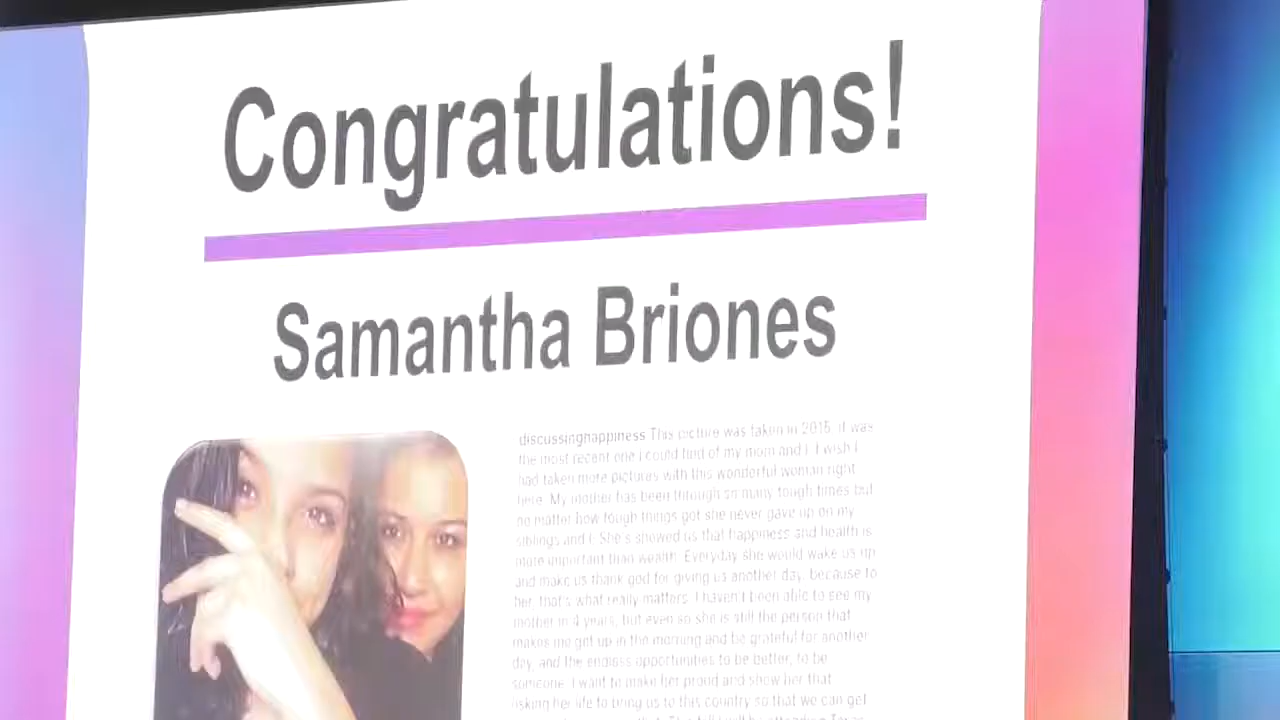 Congratulations!
Samantha Briones
discussinghappiness This picture was taken in 2015, it was
the most recent one I could find of my mom and I. I wish I
had taken more pictures with this wonderful woman right
here. My mother has been through so many tough times but
no matter how tough things got she never gave up on my
siblings and I. She's showed us that happiness and health is
more important than wealth. Everyday she would wake us up
and make us thank god for giving us another day, because to
her, that's what really matters. I haven't been able to see my
mother in 4 years, but even so she is still the person that
makes me get up in the morning and be grateful for another
day, and the endless opportunities to be better, to be
someone. I want to make her proud and show her that
risking her life to bring us to this country so that we can get